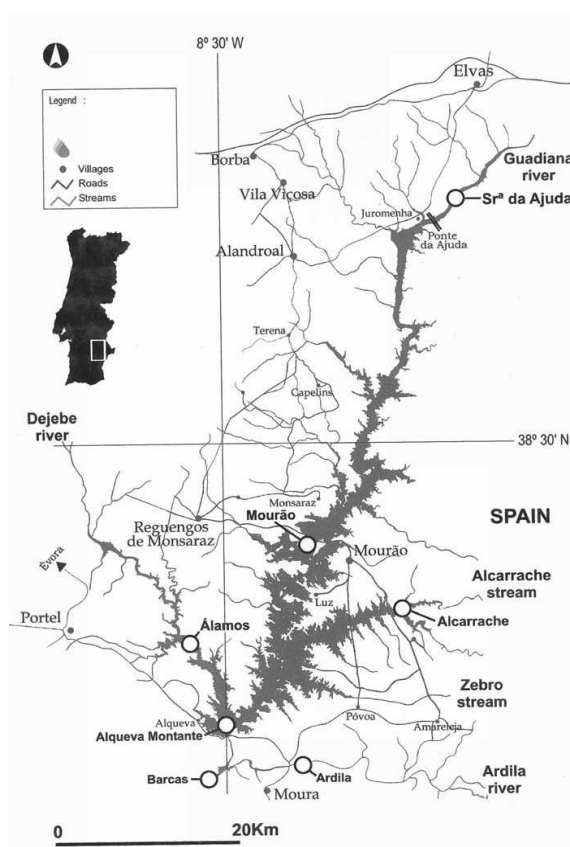 8º 30' W
Elvas
Legend :
Villages
Roads
Streams
Borba
Vila Viçosa
Guadiana
river
Srª da Ajuda
Juromenha
Ponte
da Ajuda
Alandroal
Terena
Capelins
Dejebe
river
38º 30 N
Monsaraz
Mourão
Reguengos
de Monsaraz
SPAIN
Évora
Mourão
Alcarrache
stream
Luz
Portel
Álamos
Alcarrache
Zebro
stream
Alqueva
Póvoa
Amareleja
Alqueva Montante
Barcas
Ardila
Ardila
river
Moura
0
20Km